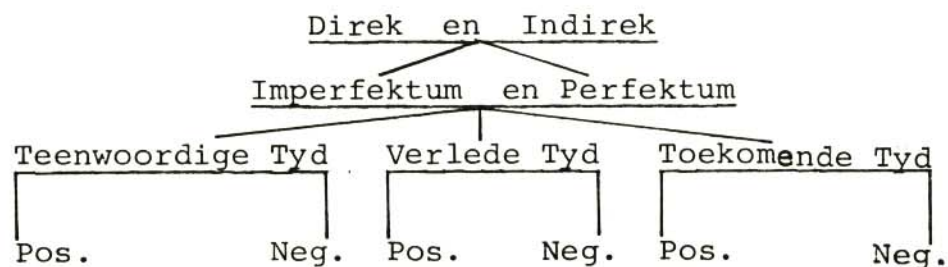 Direk en Indirek
Imperfektum en Perfektum
Teenwoordige Tyd Verlede Tyd Toekomende Tyd
Pos. Neg. Pos. Neg. Pos. Neg.